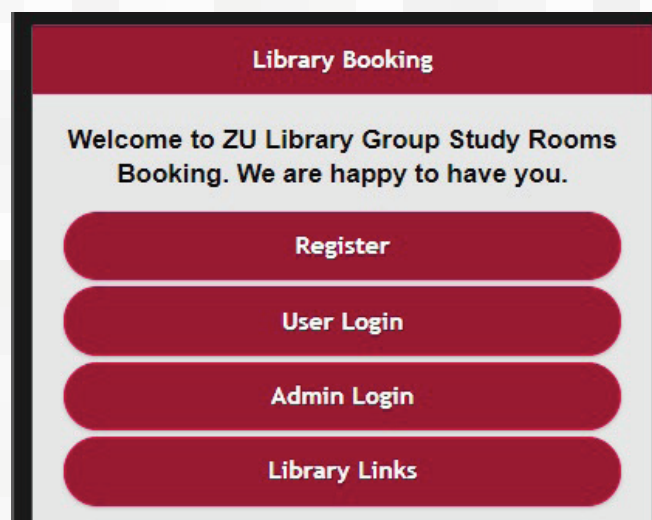 Library Booking
Welcome to ZU Library Group Study Rooms
Booking. We are happy to have you.
Register
User Login
Admin Login
Library Links